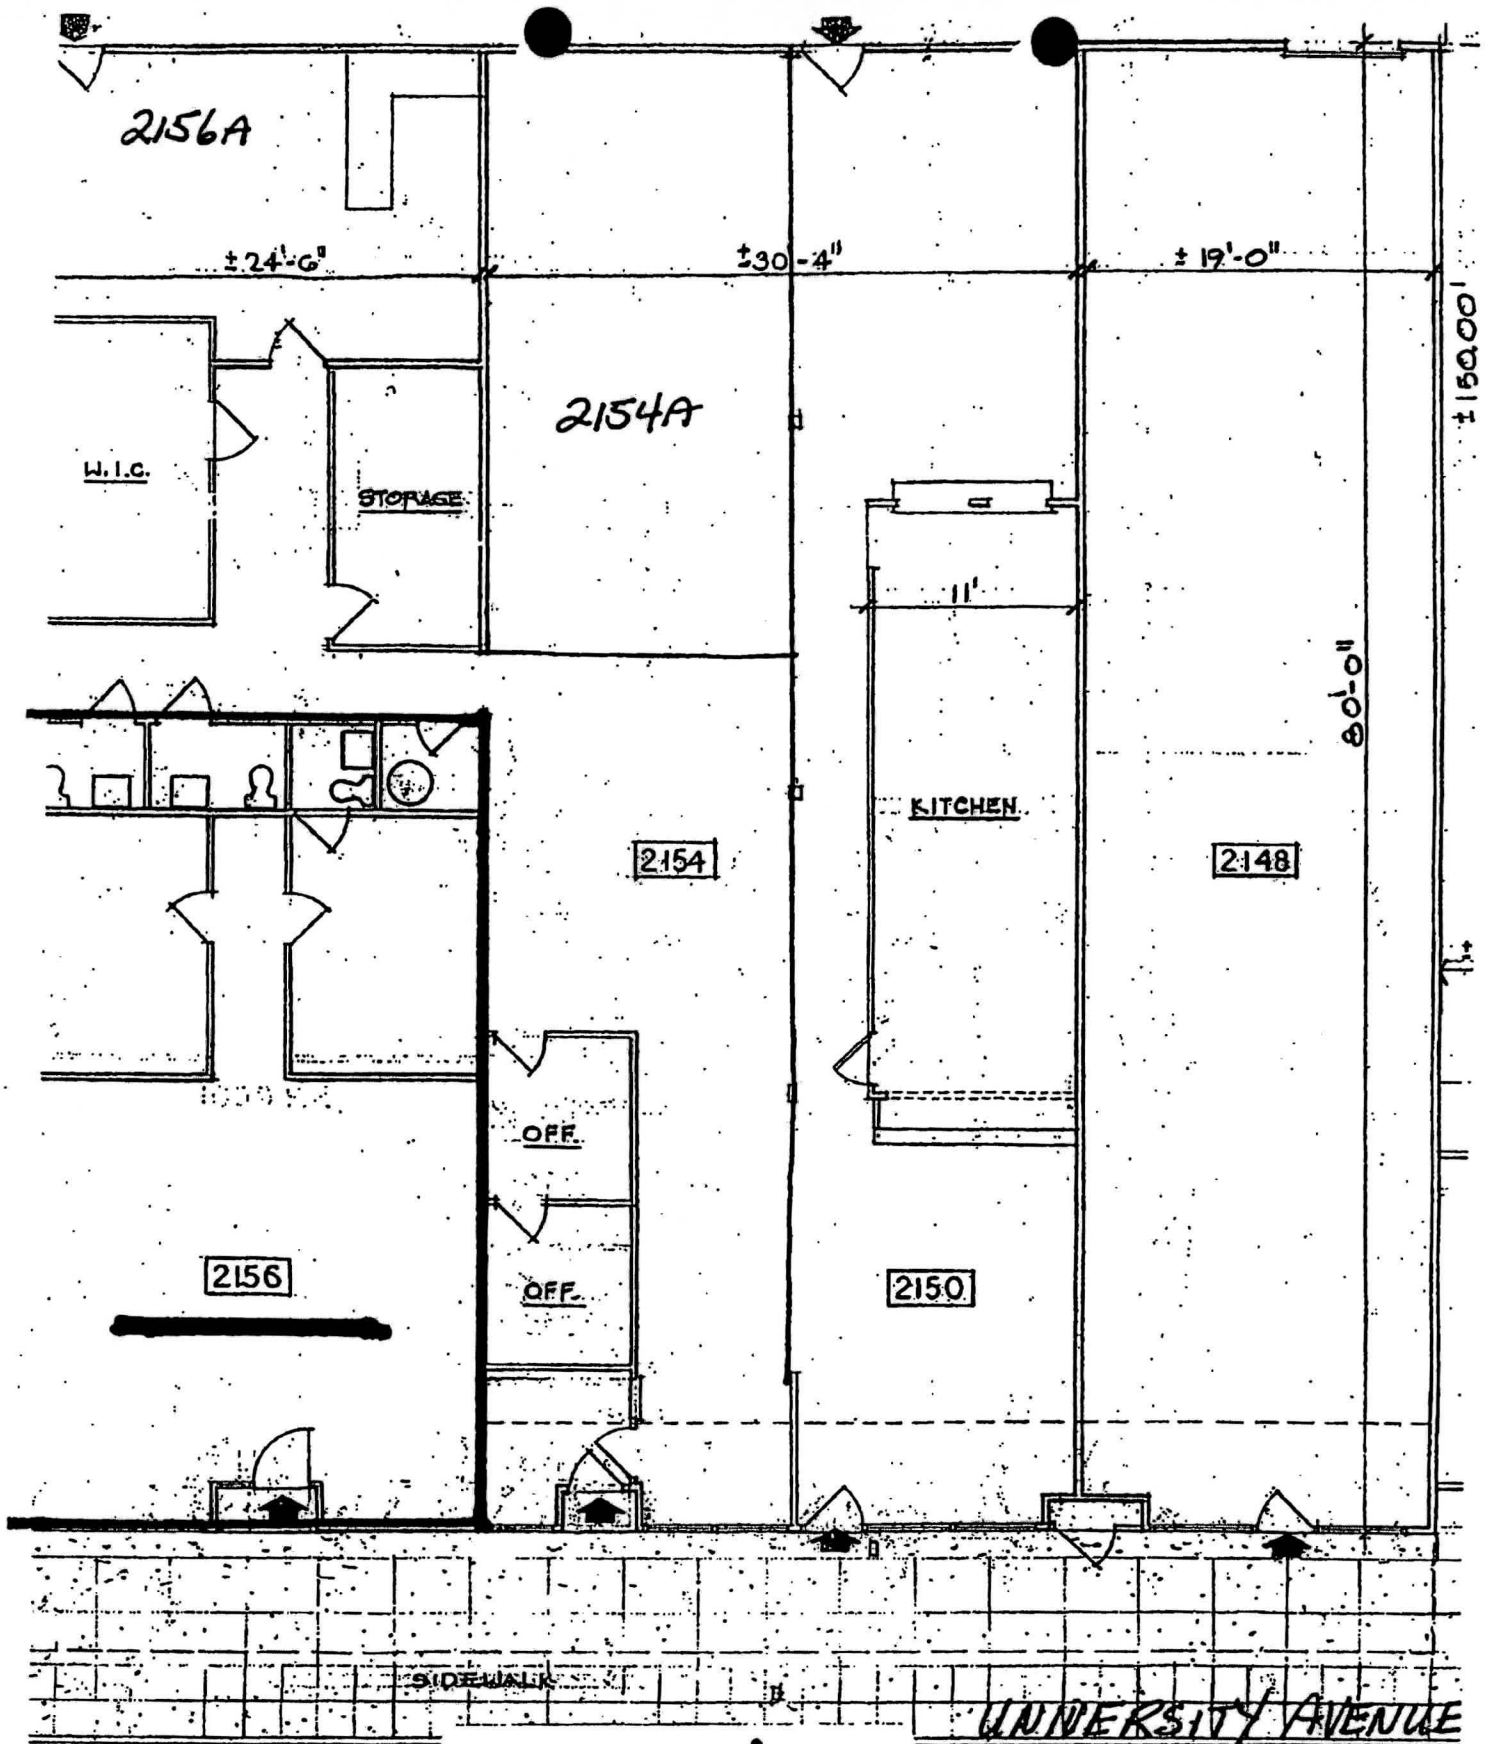 2156A
±24'-6"
±30'-4"
±19'-0"
±150.00'
2154A
W.I.C.
STORAGE
11'
80'-0"
KITCHEN
2154
2148
OFF.
2156
OFF.
2150
SIDEWALK
UNIVERSITY AVENUE